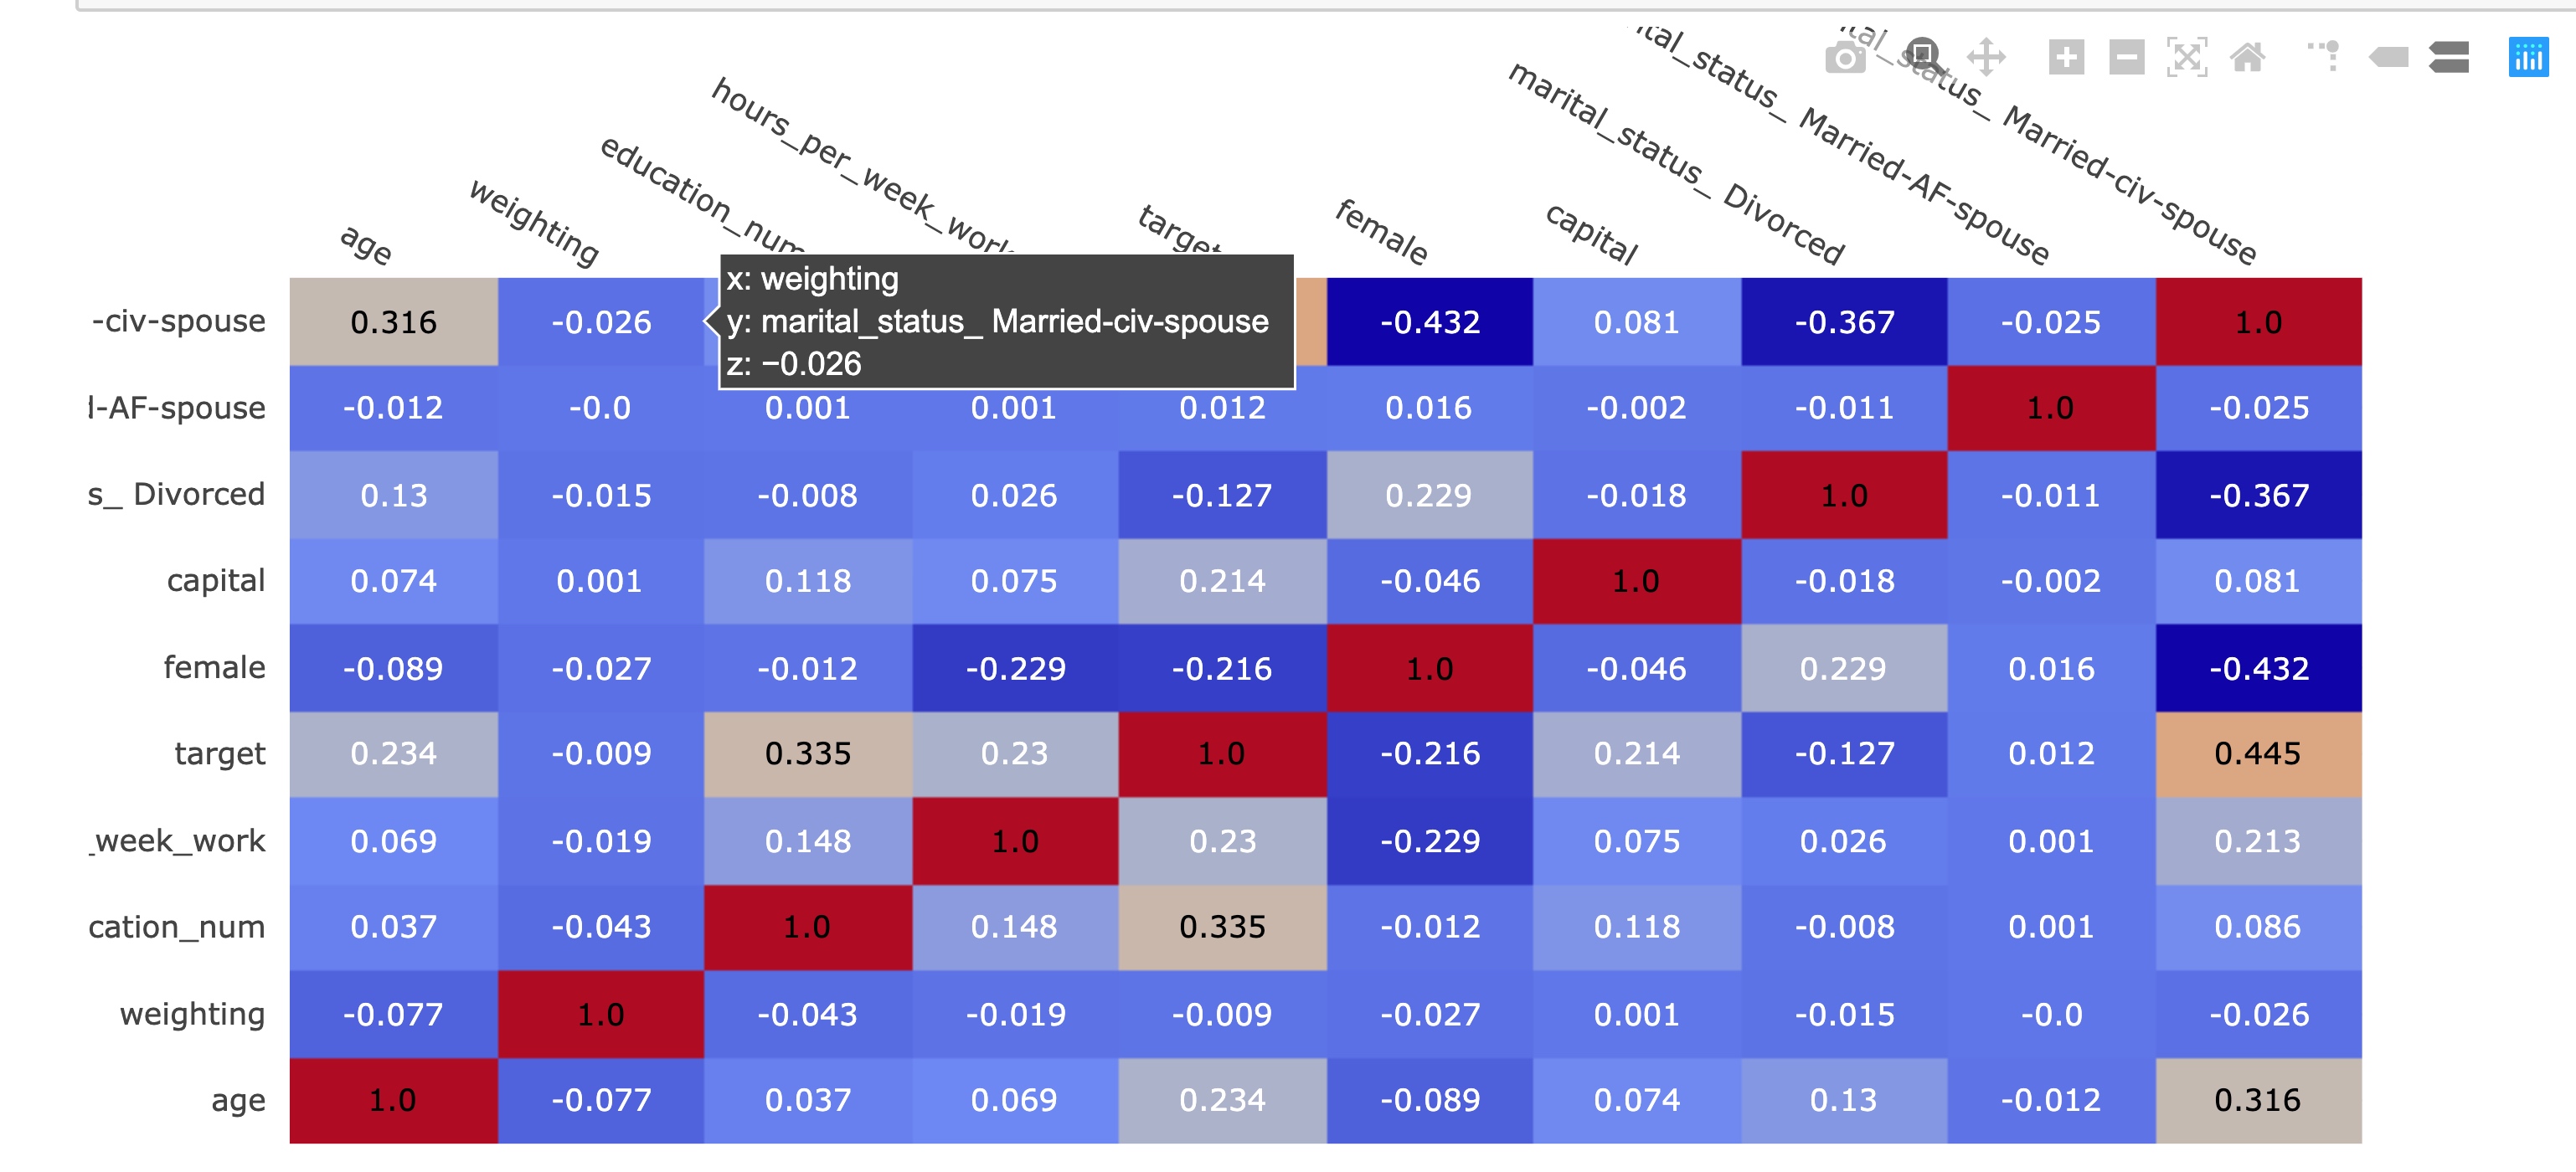 ital_status_ Married-AF-spouse
ital_status_ Married-civ-spouse
marital_status_ Divorced
hours_per_week_work
education_num
weighting
age
target
female
capital
x: weighting
y: marital_status_ Married-civ-spouse
z: −0.026
-civ-spouse 0.316 -0.026 -0.432 0.081 -0.367 -0.025 1.0
l-AF-spouse -0.012 -0.0 0.001 0.001 0.012 0.016 -0.002 -0.011 1.0 -0.025
s_ Divorced 0.13 -0.015 -0.008 0.026 -0.127 0.229 -0.018 1.0 -0.011 -0.367
capital 0.074 0.001 0.118 0.075 0.214 -0.046 1.0 -0.018 -0.002 0.081
female -0.089 -0.027 -0.012 -0.229 -0.216 1.0 -0.046 0.229 0.016 -0.432
target 0.234 -0.009 0.335 0.23 1.0 -0.216 0.214 -0.127 0.012 0.445
_week_work 0.069 -0.019 0.148 1.0 0.23 -0.229 0.075 0.026 0.001 0.213
cation_num 0.037 -0.043 1.0 0.148 0.335 -0.012 0.118 -0.008 0.001 0.086
weighting -0.077 1.0 -0.043 -0.019 -0.009 -0.027 0.001 -0.015 -0.0 -0.026
age 1.0 -0.077 0.037 0.069 0.234 -0.089 0.074 0.13 -0.012 0.316